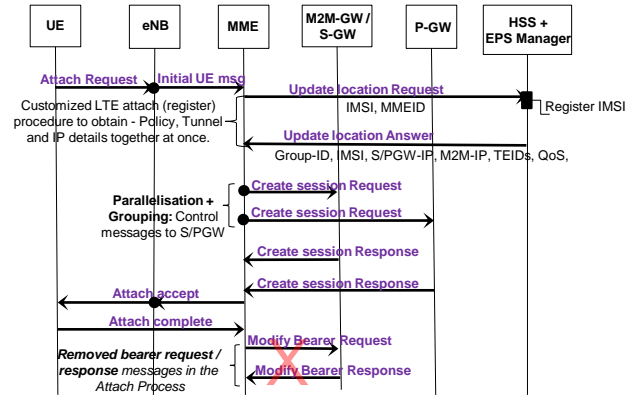 UE
eNB
MME
M2M-GW /
S-GW
P-GW
HSS +
EPS Manager
Attach Request
Initial UE msg
Update location Request
IMSI, MMEID
Register IMSI
Customized LTE attach (register)
procedure to obtain - Policy, Tunnel
and IP details together at once.
Update location Answer
Group-ID, IMSI, S/PGW-IP, M2M-IP, TEIDs, QoS,
Create session Request
Parallelisation +
Grouping: Control
messages to S/PGW
Create session Request
Create session Response
Create session Response
Attach accept
Attach complete
Modify Bearer Request
Removed bearer request /
response messages in the
Attach Process
Modify Bearer Response